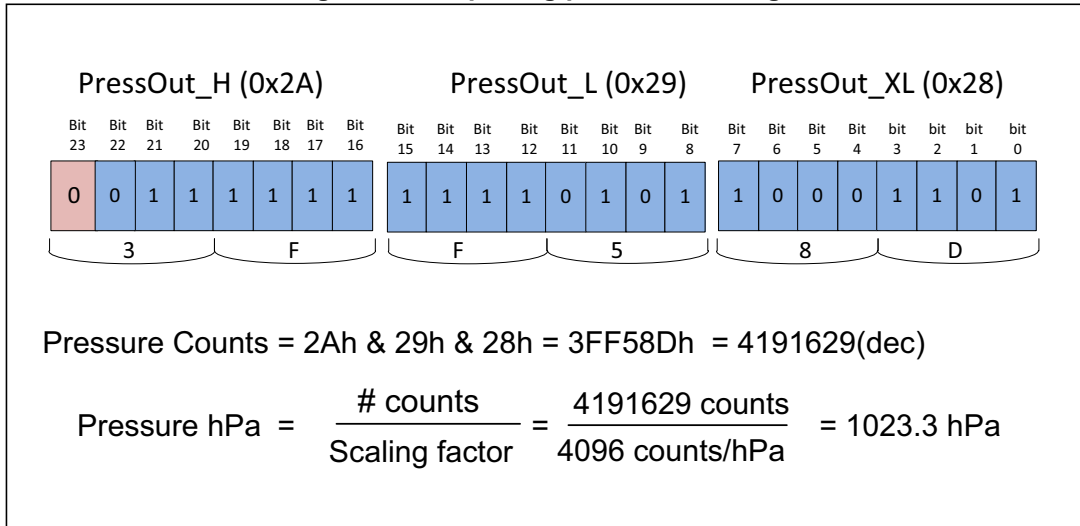 PressOut_H (0x2A) PressOut_L (0x29) PressOut_XL (0x28)
Bit 23 Bit 22 Bit 21 Bit 20 Bit 19 Bit 18 Bit 17 Bit 16 Bit 15 Bit 14 Bit 13 Bit 12 Bit 11 Bit 10 Bit 9 Bit 8 Bit 7 Bit 6 Bit 5 Bit 4 bit 3 bit 2 bit 1 bit 0
0 0 1 1 1 1 1 1 1 1 1 1 0 1 0 1 1 0 0 0 1 1 0 1
3 F F 5 8 D
Pressure Counts = 2Ah & 29h & 28h = 3FF58Dh = 4191629(dec)
Pressure hPa = # counts / Scaling factor = 4191629 counts / 4096 counts/hPa = 1023.3 hPa